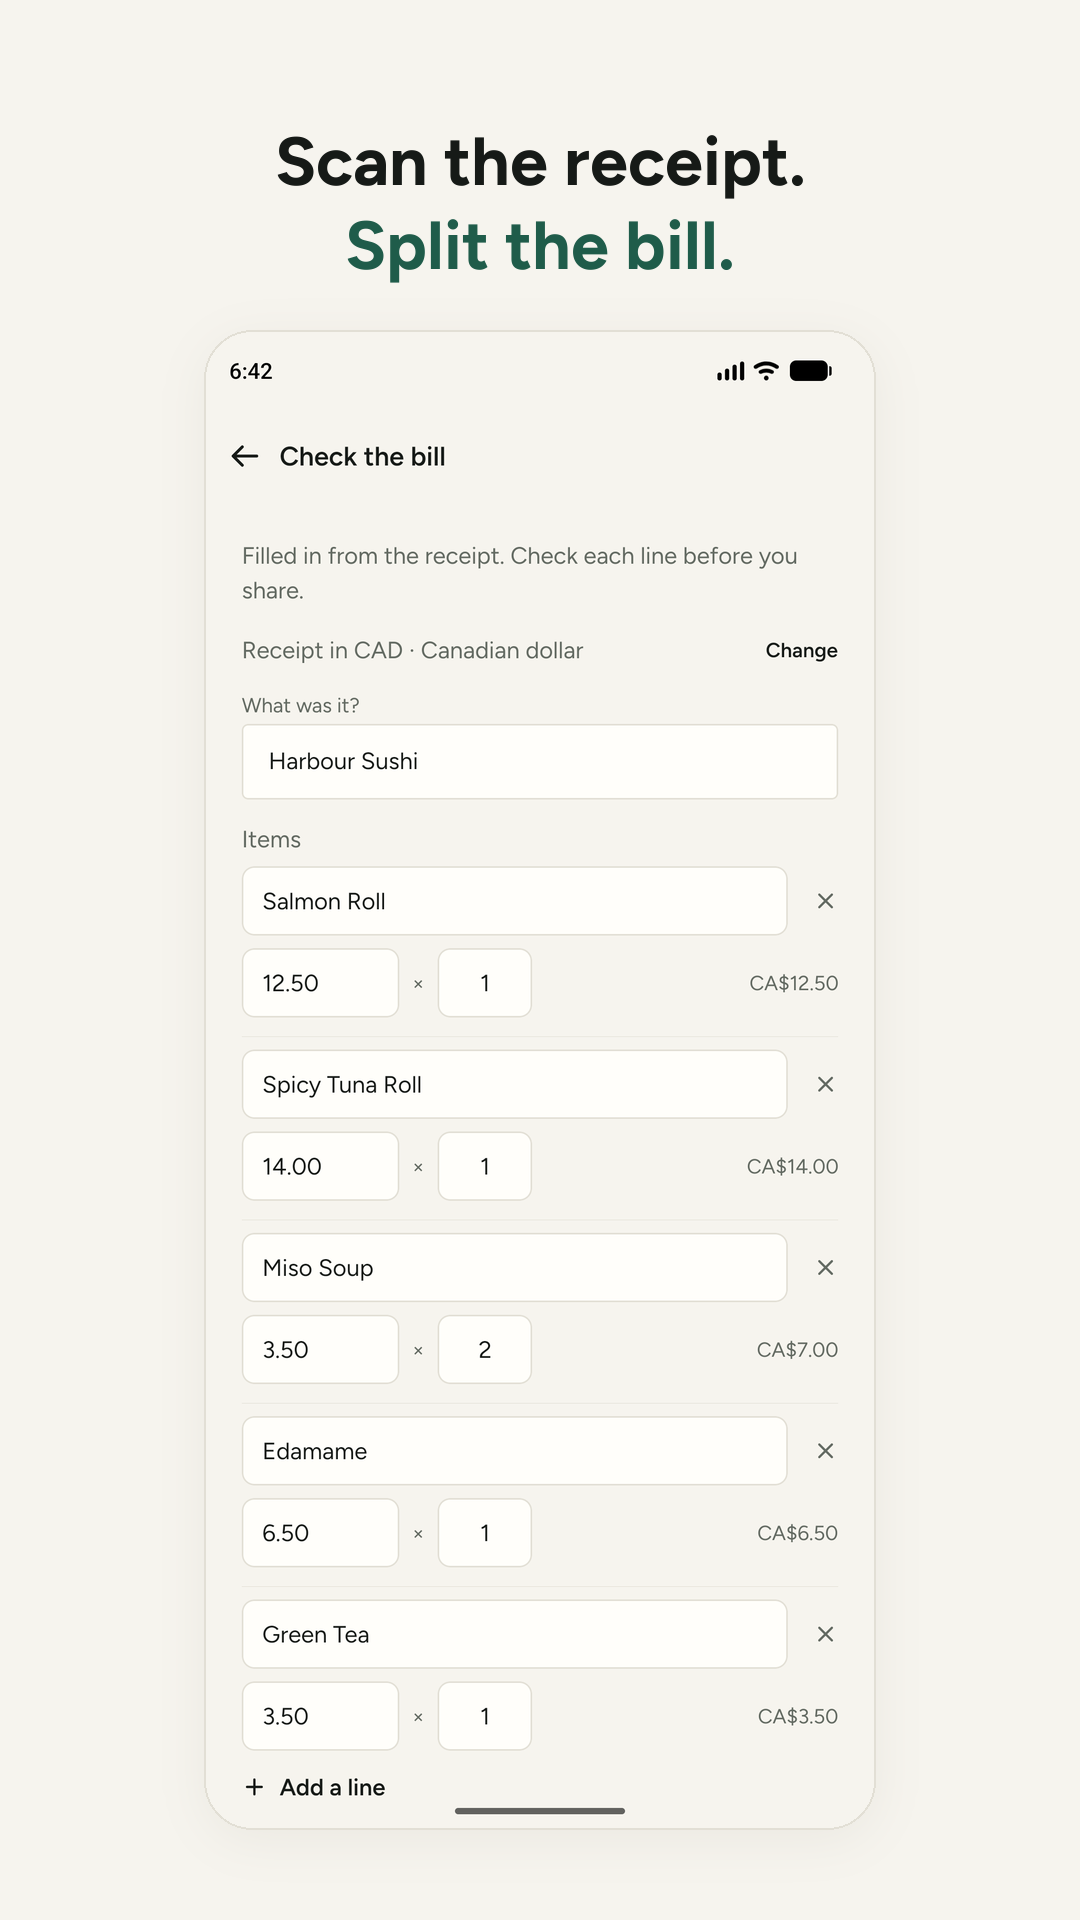 Scan the receipt.
Split the bill.
6:42
Check the bill
Filled in from the receipt. Check each line before you
share.
Receipt in CAD · Canadian dollar
Change
What was it?
Harbour Sushi
Items
Salmon Roll
12.50 × 1 CA$12.50
Spicy Tuna Roll
14.00 × 1 CA$14.00
Miso Soup
3.50 × 2 CA$7.00
Edamame
6.50 × 1 CA$6.50
Green Tea
3.50 × 1 CA$3.50
+ Add a line